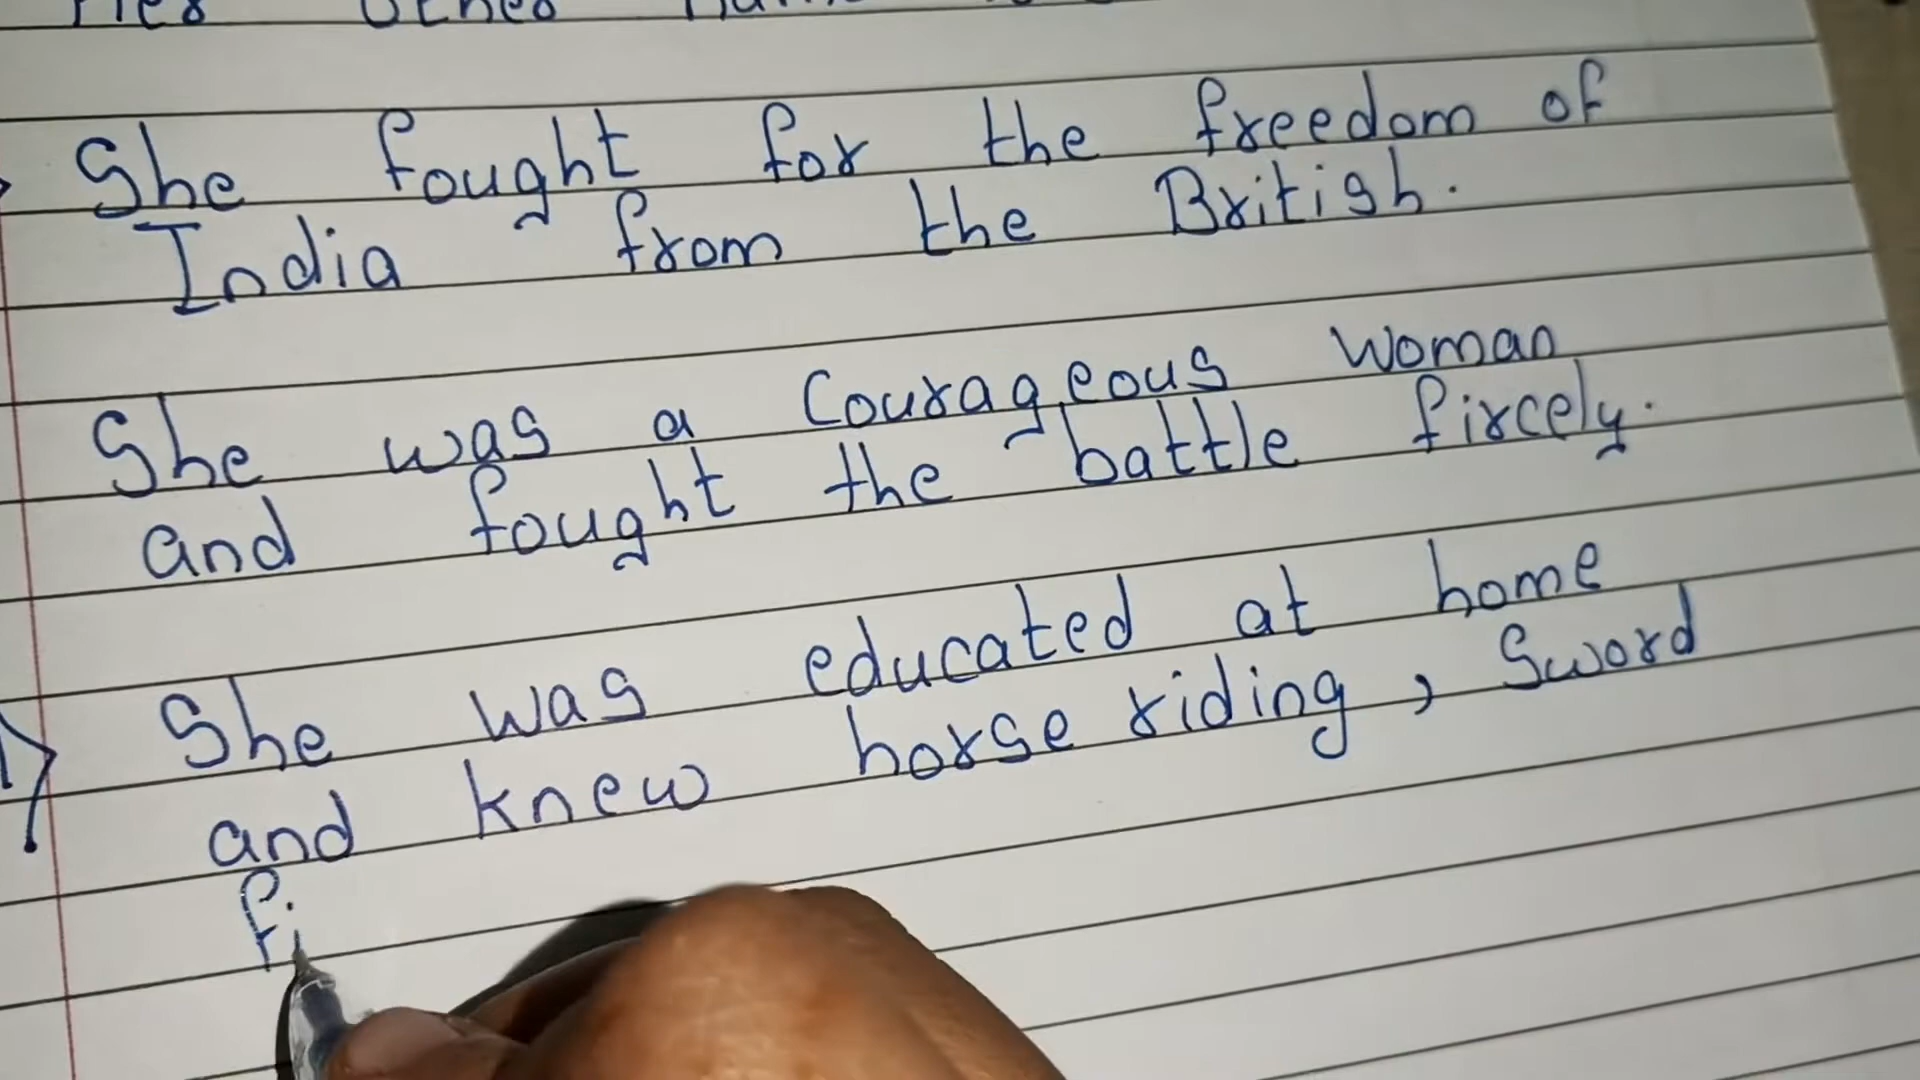 She fought for the freedom of
India from the British.
She was a Courageous Woman
and fought the battle fircely.
She was educated at home
and knew horse riding, Sword
fi